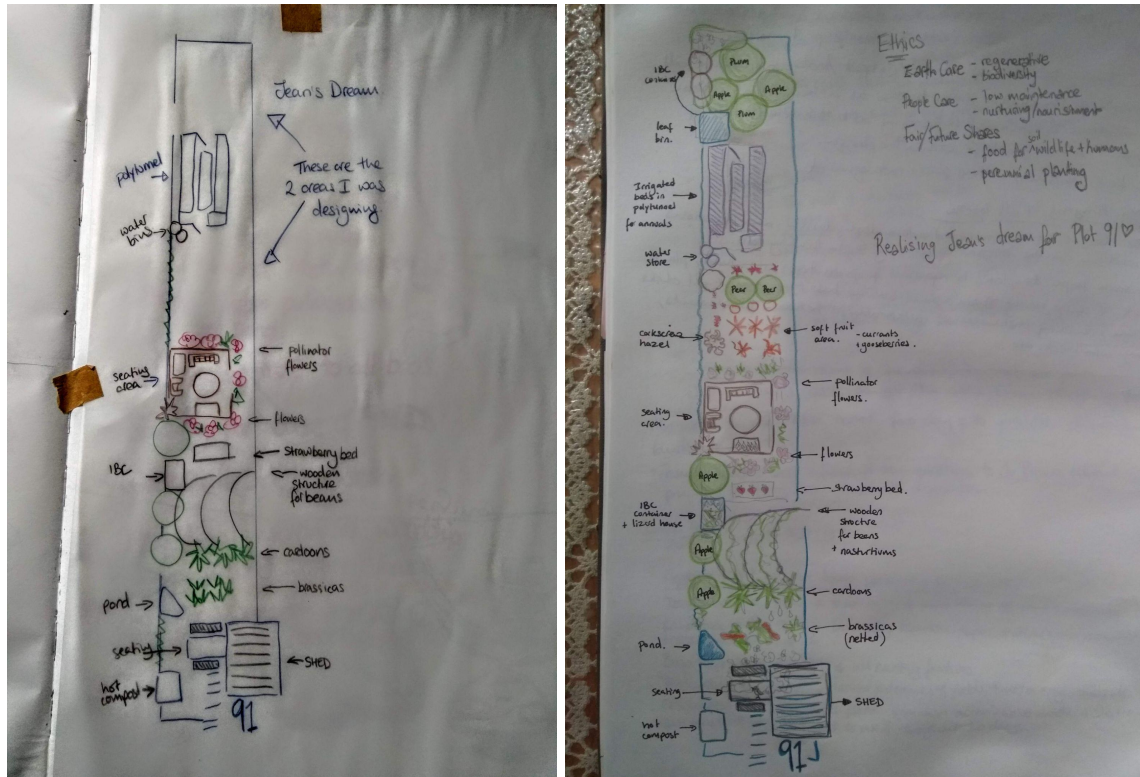 Jean's Dream
These are the
2 areas I was
designing.
polytunnel
water
bins
pollinator
flowers
seating
area
flowers
strawberry bed
IBC
wooden
structure
for beans
cardoons
brassicas
pond
seating
SHED
hot
compost
91
Ethics
Earth Care - regenerative
- biodiversity
People Care - low maintenance
- nurturing/nourishment
Fair/Future Shares
- food for soil wildlife + humans
- perennial planting
Realising Jean's dream for Plot 91♡
IBC
Plum
Apple
Apple
Plum
leaf
bin.
Irrigated
beds in
polytunnel
for annuals
water
store
Pear
Pear
corkscrew
hazel
soft fruit
area. - currants
+ gooseberries.
pollinator
flowers.
seating
area.
flowers
Apple
strawberry bed.
IBC
container
+ lizard house
wooden
structure
for beans
+ nasturtiums
Apple
Apple
cardoons
brassicas
(netted)
pond.
seating
SHED
hot
compost
91